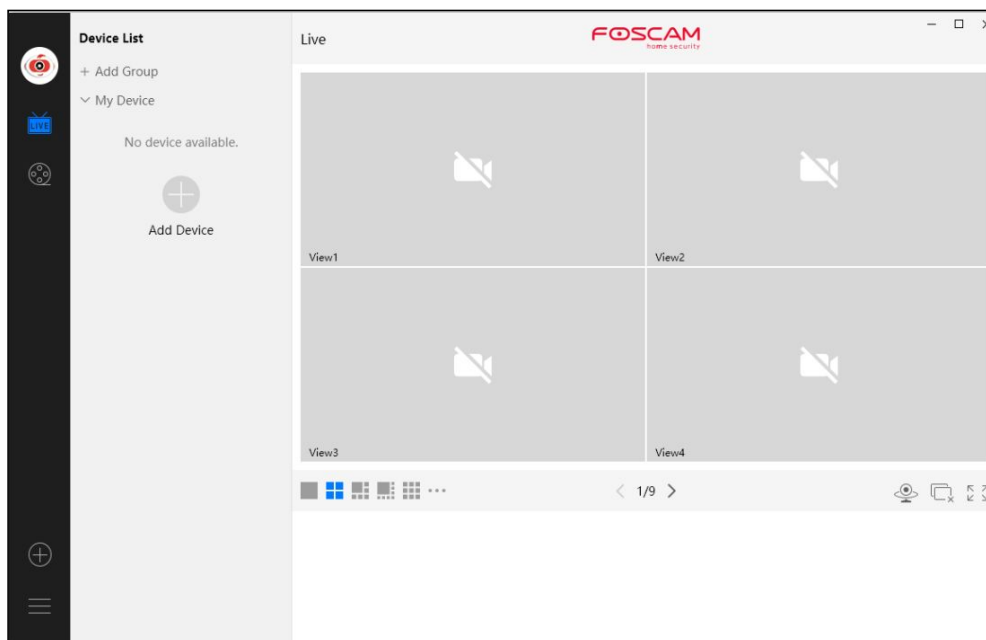 Device List
Live
FOSCAM
home security
+ Add Group
My Device
LIVE
No device available.
Add Device
View1
View2
View3
View4
1/9